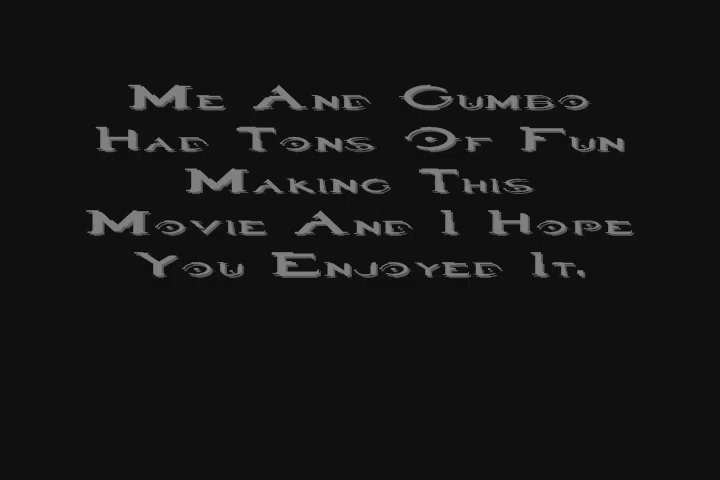 Me And Gumbo
Had Tons Of Fun
Making This
Movie And I Hope
You Enjoyed It.